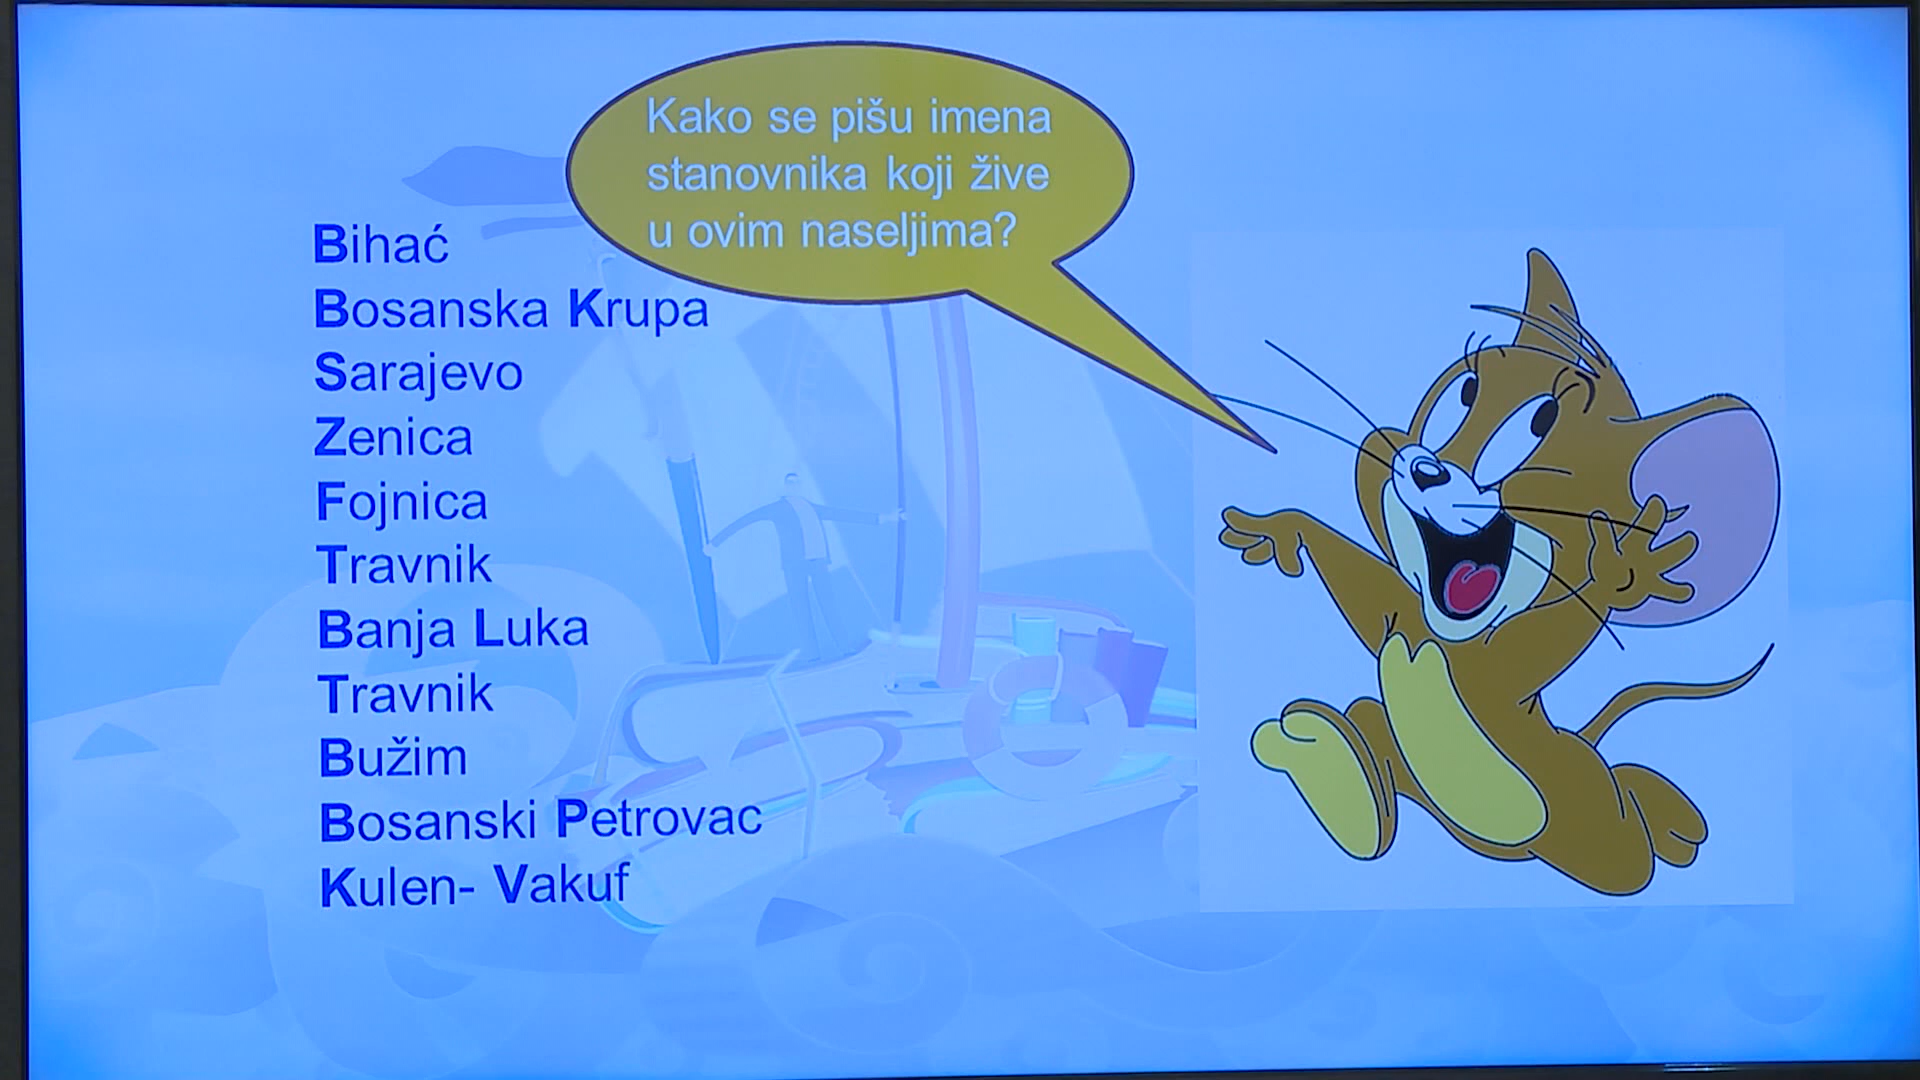 Kako se pišu imena
stanovnika koji žive
u ovim naseljima?
Bihać
Bosanska Krupa
Sarajevo
Zenica
Fojnica
Travnik
Banja Luka
Travnik
Bužim
Bosanski Petrovac
Kulen- Vakuf